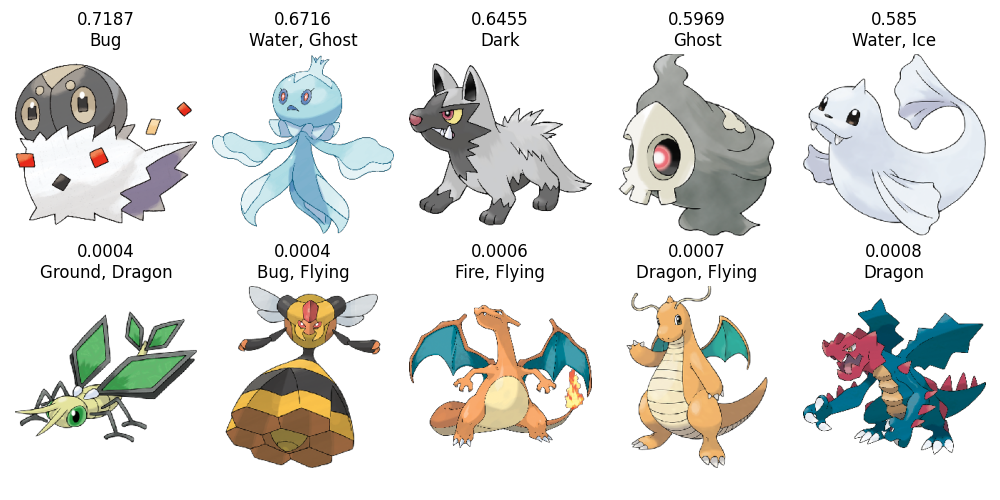 0.7187 0.6716 0.6455 0.5969 0.585
Bug Water, Ghost Dark Ghost Water, Ice
0.0004 0.0004 0.0006 0.0007 0.0008
Ground, Dragon Bug, Flying Fire, Flying Dragon, Flying Dragon